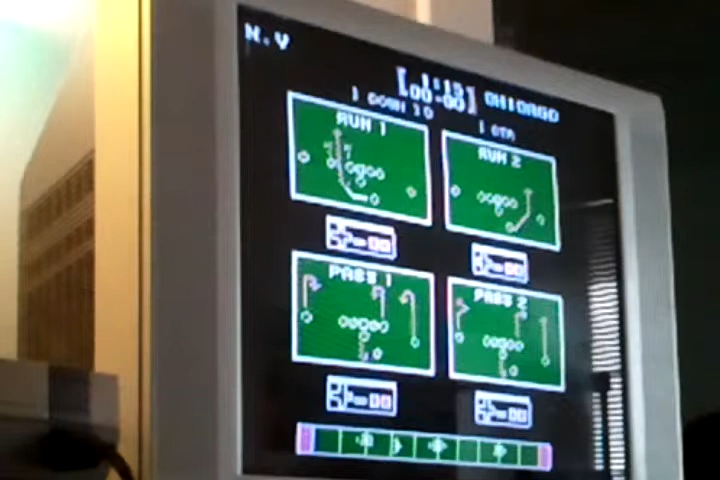 N.Y
1:13
[00-00] CHICAGO
1 DOWN 10
1 QTR
RUN 1
RUN 2
PASS 1
PASS 2